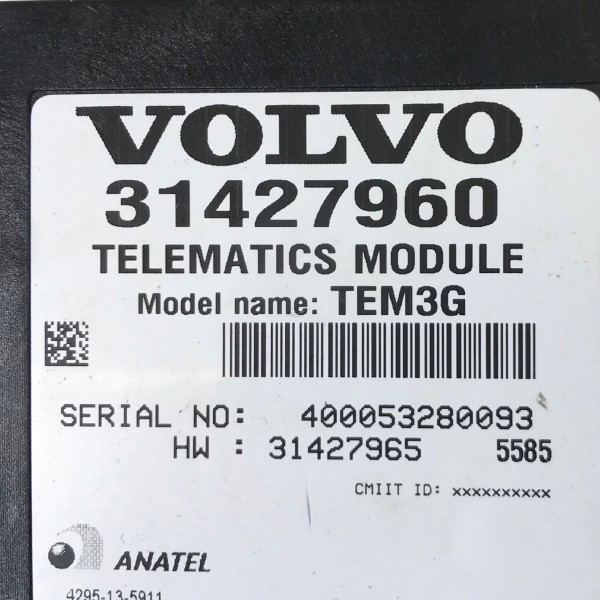 VOLVO
31427960
TELEMATICS MODULE
Model name: TEM3G
SERIAL NO: 400053280093
HW : 31427965 5585
CMIIT ID: xxxxxxxxxx
ANATEL
4295-13-5911